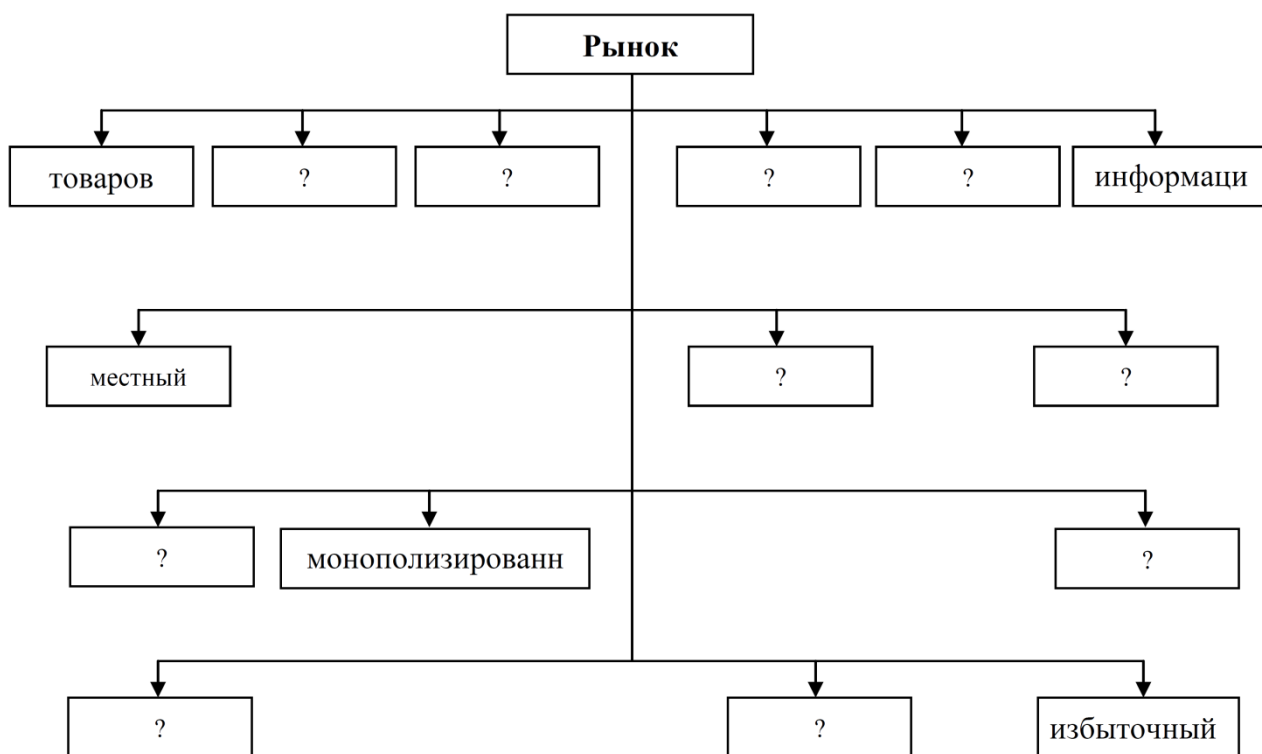 Рынок
товаров ? ? ? ? информаци
местный ? ?
? монополизированн ?
? ? избыточный